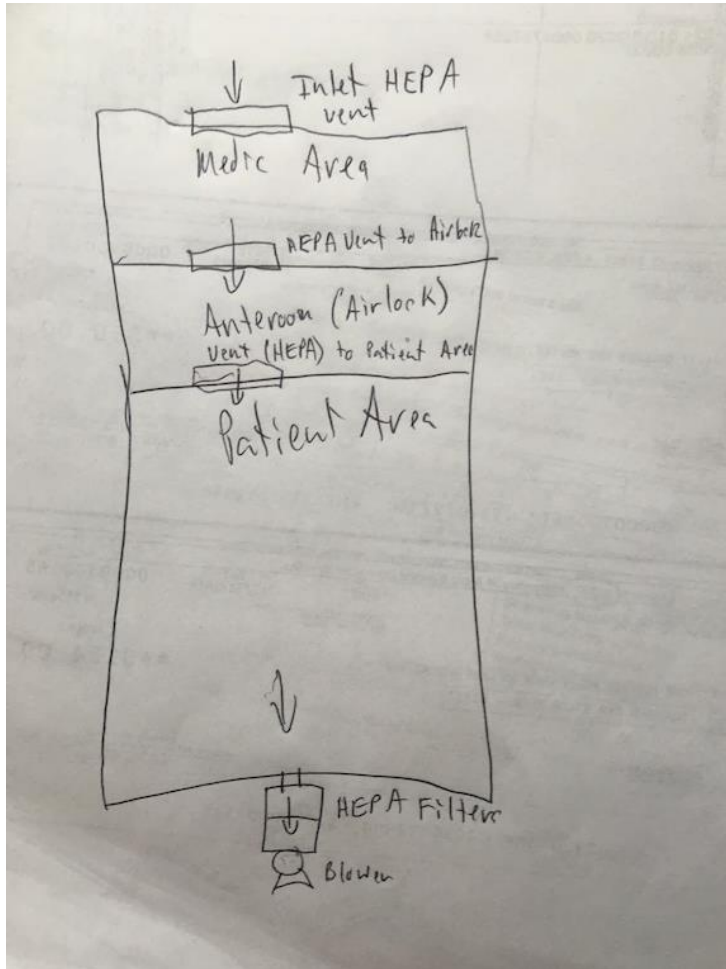 Inlet HEPA
vent
Medic Area
HEPA Vent to Airlock
Anteroom (Airlock)
Vent (HEPA) to Patient Area
Patient Area
HEPA Filters
Blower